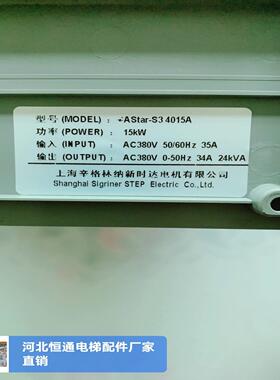 型号(MODEL): AStar-S3 4015A
功率(POWER): 15kW
输入(INPUT): AC380V 50/60Hz 35A
输出(OUTPUT): AC380V 0-50Hz 34A 24kVA
上海辛格林纳新时达电机有限公司
Shanghai Sigriner STEP Electric Co.,Ltd.
河北恒通电梯配件厂家
直销